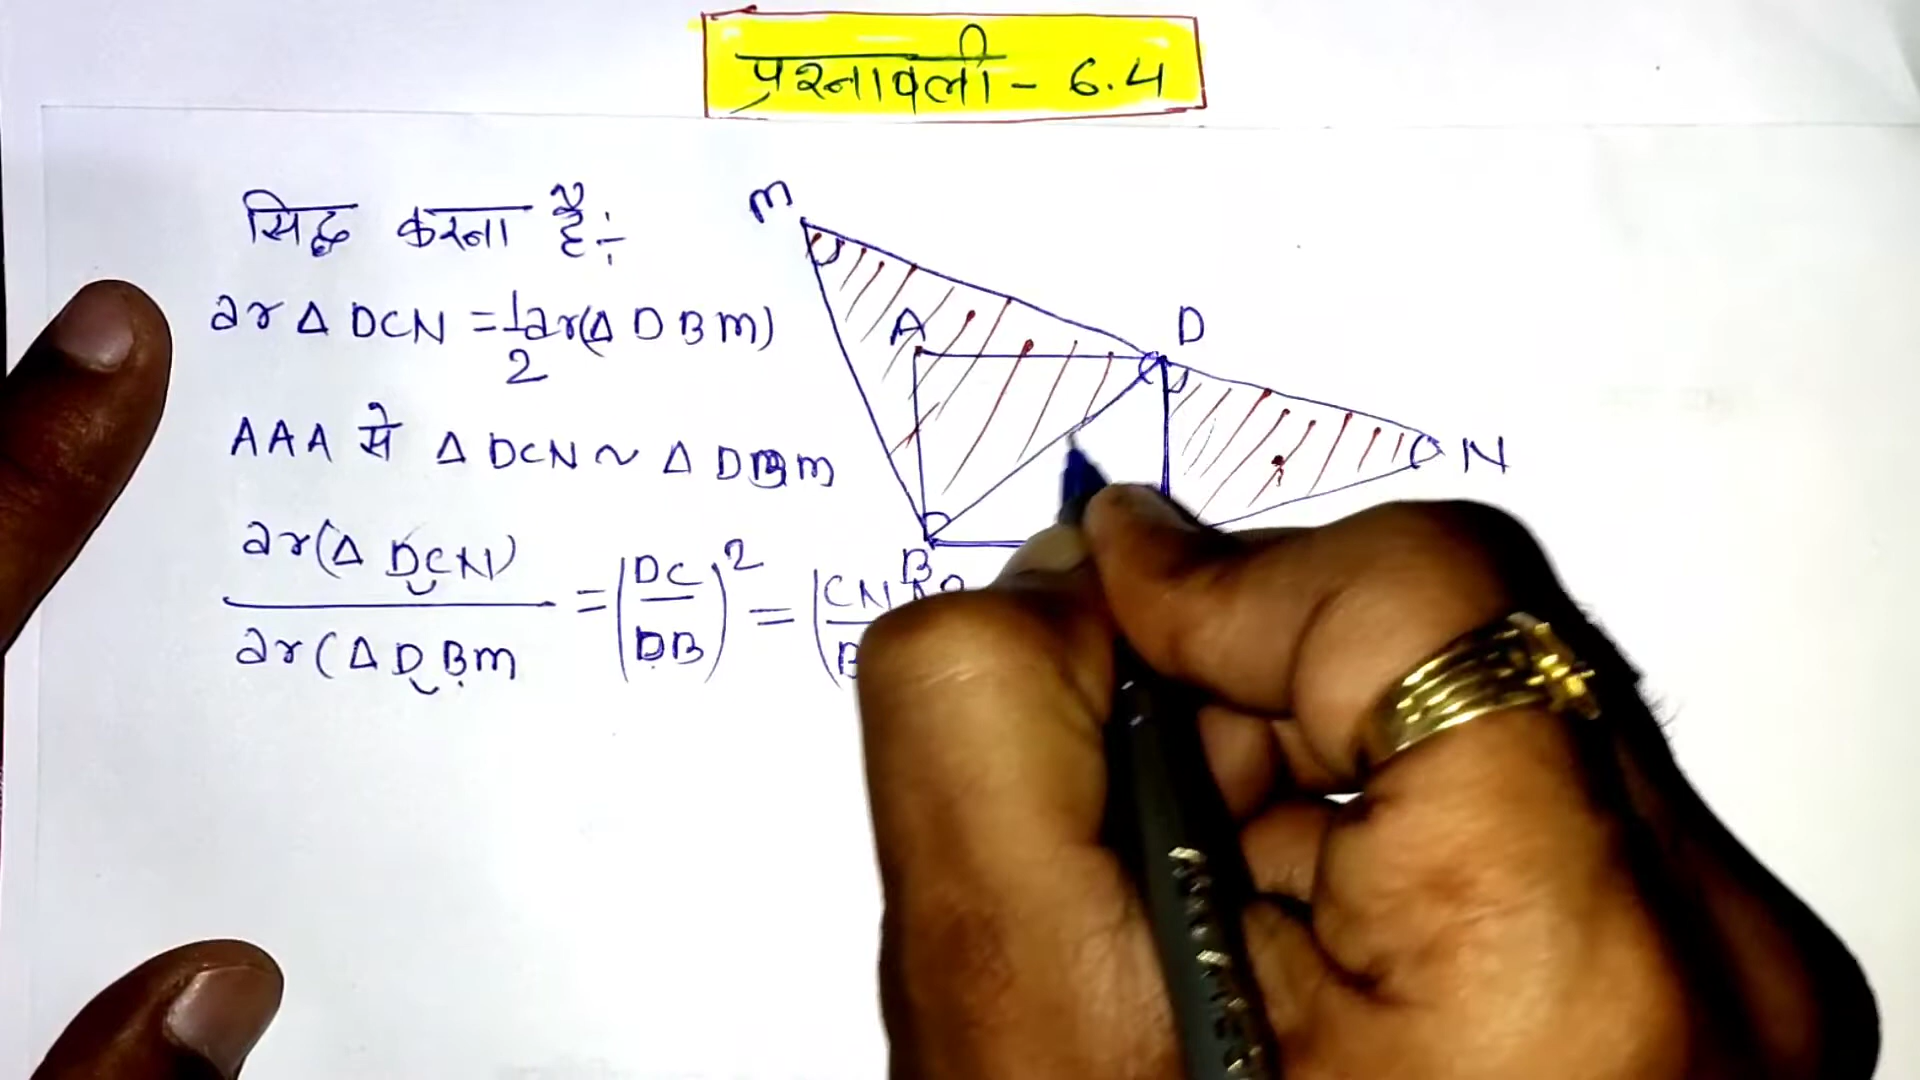 प्रश्नावली - 6.4
सिद्ध करना है :-
ar Δ DCN = 1/2 ar(Δ DBM)
AAA से Δ DCN ~ Δ DBM
ar(Δ DCN) / ar(Δ DBM = (DC/DB)² = (CN/B
M
A
D
N
B